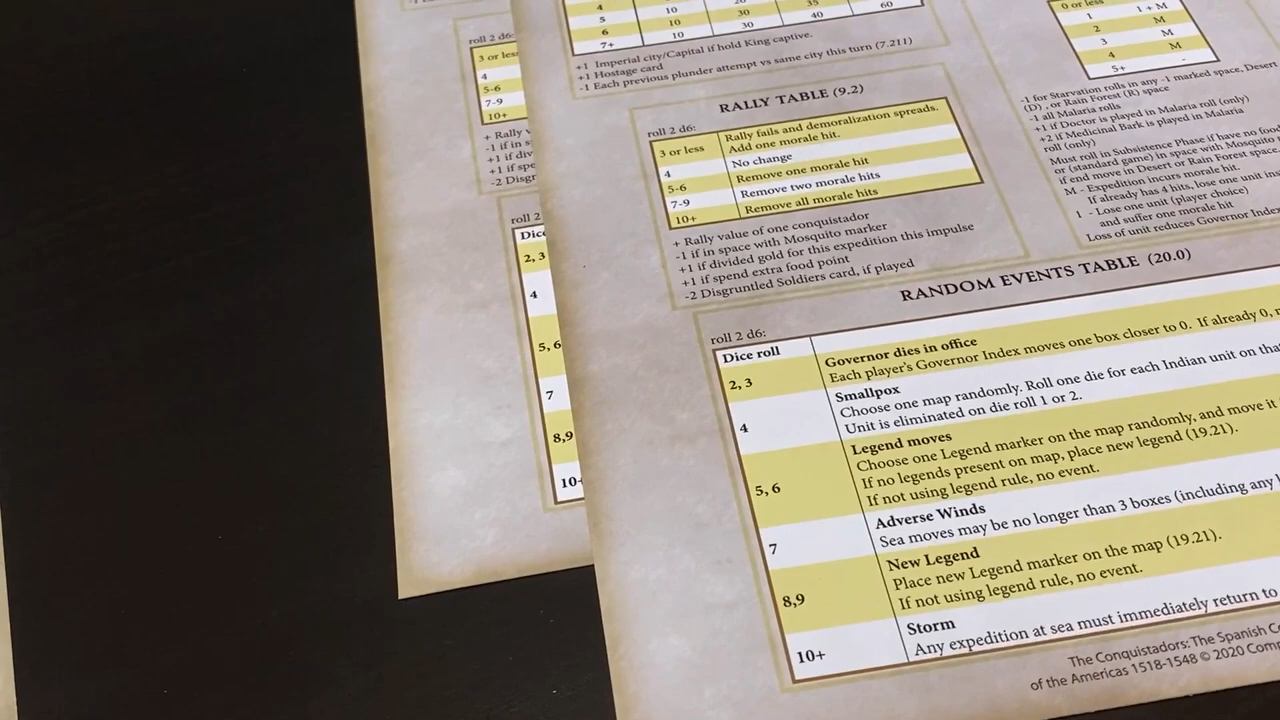 4 10 20 35
5 10 30 40 60
6 10 30
7+ 10
+1 Imperial city/Capital if hold King captive.
+1 Hostage card
-1 Each previous plunder attempt vs same city this turn (7.211)
0 or less 1 + M
1 M
2 M
3 M
4 -
5+
-1 for Starvation rolls in any -1 marked space, Desert
(D), or Rain Forest (R) space
-1 all Malaria rolls
+1 if Doctor is played in Malaria roll (only)
+2 if Medicinal Bark is played in Malaria
roll (only)
Must roll in Subsistence Phase if have no
or (standard game) in space with Mosquito
if end move in Desert or Rain Forest space.
M - Expedition incurs morale hit.
If already has 4 hits, lose one unit
1 - Lose one unit (player choice)
and suffer one morale hit
Loss of unit reduces Governor Index
RALLY TABLE (9.2)
roll 2 d6:
3 or less Rally fails and demoralization spreads.
Add one morale hit.
4 No change
5-6 Remove one morale hit
7-9 Remove two morale hits
10+ Remove all morale hits
+ Rally value of one conquistador
-1 if in space with Mosquito marker
+1 if divided gold for this expedition this impulse
+1 if spend extra food point
-2 Disgruntled Soldiers card, if played
RANDOM EVENTS TABLE (20.0)
roll 2 d6:
Dice roll
2, 3 Governor dies in office
Each player's Governor Index moves one box closer to 0. If already 0,
4 Smallpox
Choose one map randomly. Roll one die for each Indian unit on
Unit is eliminated on die roll 1 or 2.
5, 6 Legend moves
Choose one Legend marker on the map randomly, and move it
If no legends present on map, place new legend (19.21).
If not using legend rule, no event.
7 Adverse Winds
Sea moves may be no longer than 3 boxes (including any
8,9 New Legend
Place new Legend marker on the map (19.21).
If not using legend rule, no event.
10+ Storm
Any expedition at sea must immediately return to
The Conquistadors: The Spanish
of the Americas 1518-1548 © 2020
roll 2 d6:
3 or less
4
5-6
7-9
10+
+ Rally
-1 if in
+1 if
+1 if
-2
roll 2
2, 3
4
5, 6
7
8,9